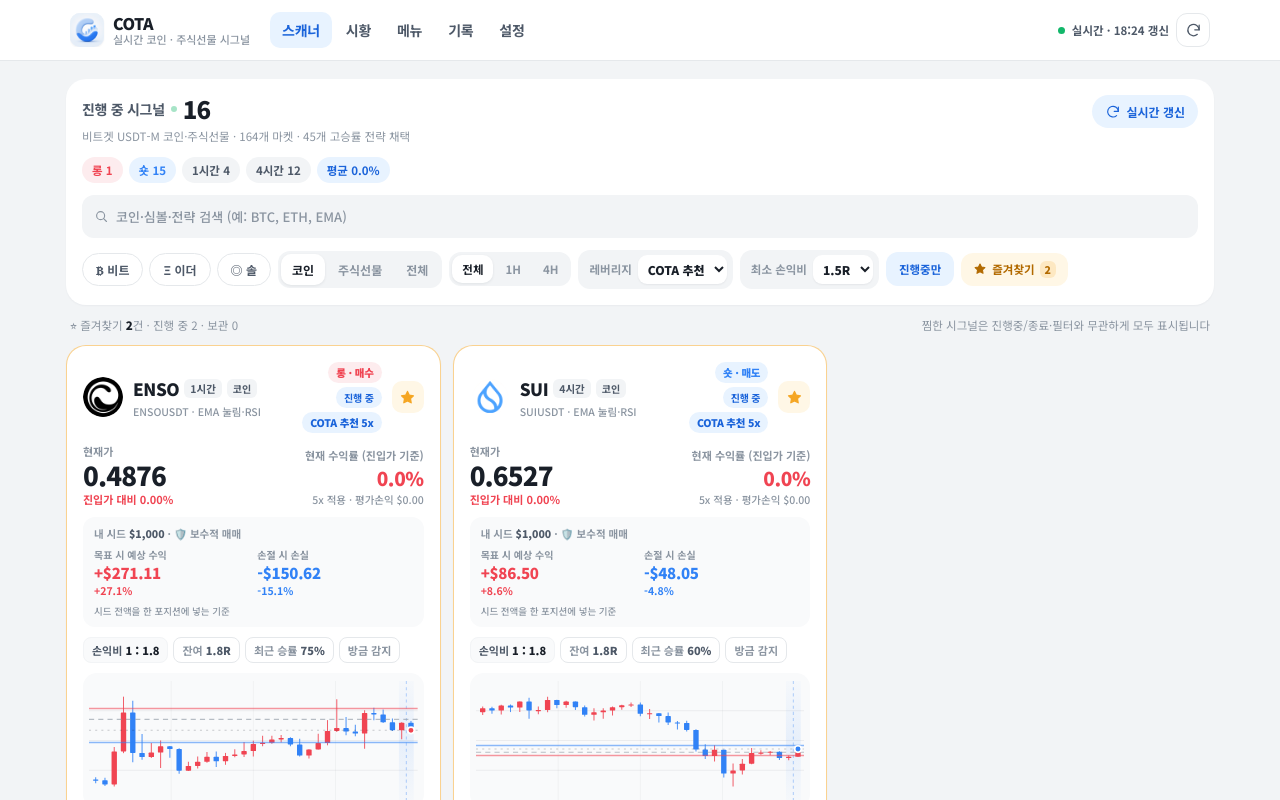 COTA
실시간 코인 · 주식선물 시그널
스캐너
시황
메뉴
기록
설정
실시간 · 18:24 갱신
진행 중 시그널 16
실시간 갱신
비트겟 USDT-M 코인·주식선물 · 164개 마켓 · 45개 고승률 전략 채택
롱 1
숏 15
1시간 4
4시간 12
평균 0.0%
코인·심볼·전략 검색 (예: BTC, ETH, EMA)
₿ 비트
Ξ 이더
◎ 솔
코인
주식선물
전체
전체
1H
4H
레버리지
COTA 추천
최소 손익비
1.5R
진행중만
★ 즐겨찾기 2
⭐ 즐겨찾기 2건 · 진행 중 2 · 보관 0
찜한 시그널은 진행중/종료·필터와 무관하게 모두 표시됩니다
ENSO 1시간 코인
ENSOUSDT · EMA 눌림·RSI
롱 · 매수
진행 중
COTA 추천 5x
현재가
0.4876
진입가 대비 0.00%
현재 수익률 (진입가 기준)
0.0%
5x 적용 · 평가손익 $0.00
내 시드 $1,000 · 🛡️ 보수적 매매
목표 시 예상 수익
+$271.11
+27.1%
손절 시 손실
-$150.62
-15.1%
시드 전액을 한 포지션에 넣는 기준
손익비 1 : 1.8
잔여 1.8R
최근 승률 75%
방금 감지
SUI 4시간 코인
SUIUSDT · EMA 눌림·RSI
숏 · 매도
진행 중
COTA 추천 5x
현재가
0.6527
진입가 대비 0.00%
현재 수익률 (진입가 기준)
0.0%
5x 적용 · 평가손익 $0.00
내 시드 $1,000 · 🛡️ 보수적 매매
목표 시 예상 수익
+$86.50
+8.6%
손절 시 손실
-$48.05
-4.8%
시드 전액을 한 포지션에 넣는 기준
손익비 1 : 1.8
잔여 1.8R
최근 승률 60%
방금 감지